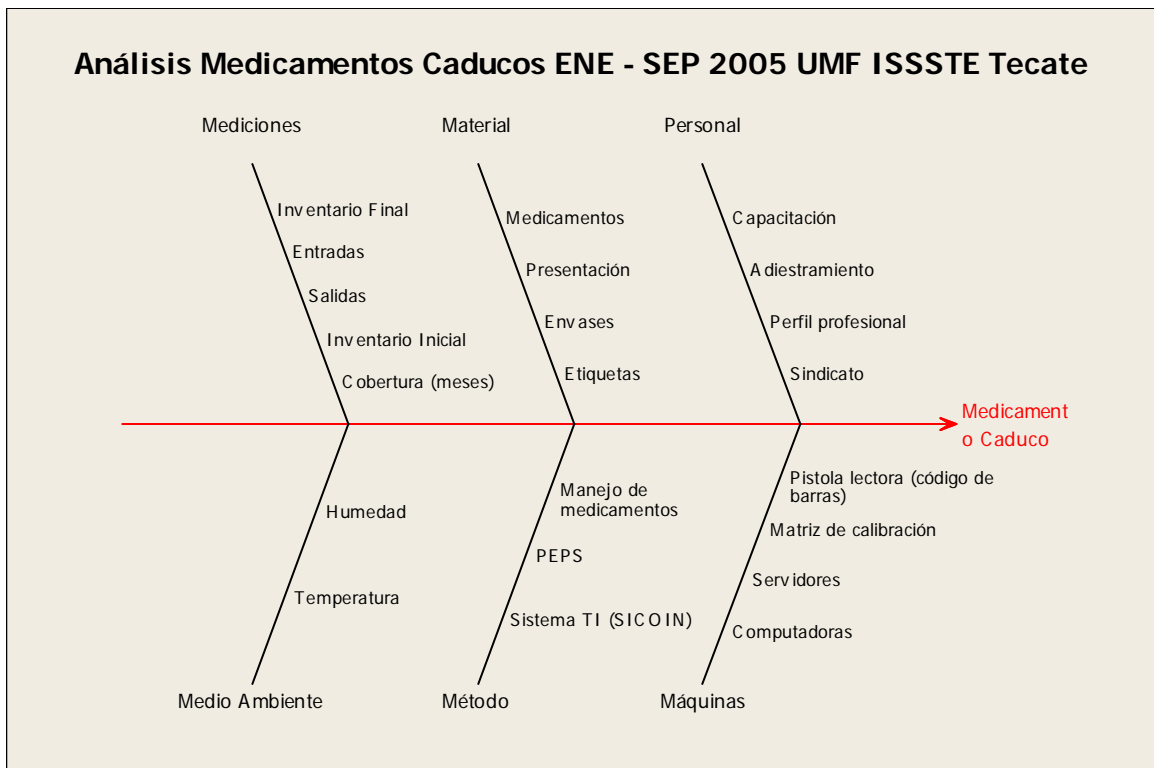 Análisis Medicamentos Caducos ENE - SEP 2005 UMF ISSSTE Tecate
Mediciones
Inventario Final
Entradas
Salidas
Inventario Inicial
Cobertura (meses)
Material
Medicamentos
Presentación
Envases
Etiquetas
Personal
Capacitación
Adiestramiento
Perfil profesional
Sindicato
Medicament
o Caduco
Humedad
Temperatura
Medio Ambiente
Manejo de
medicamentos
PEPS
Sistema TI (SICOIN)
Método
Pistola lectora (código de
barras)
Matriz de calibración
Servidores
Computadoras
Máquinas